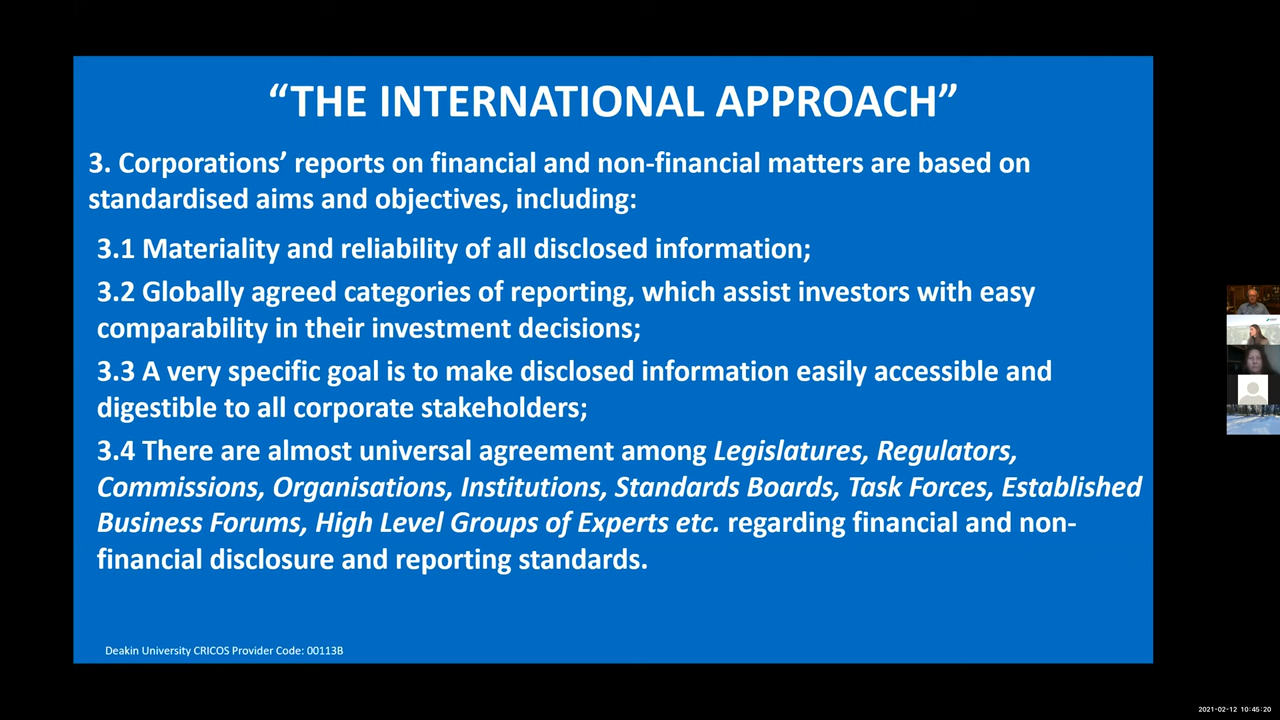 “THE INTERNATIONAL APPROACH”
3. Corporations’ reports on financial and non-financial matters are based on
standardised aims and objectives, including:
3.1 Materiality and reliability of all disclosed information;
3.2 Globally agreed categories of reporting, which assist investors with easy
comparability in their investment decisions;
3.3 A very specific goal is to make disclosed information easily accessible and
digestible to all corporate stakeholders;
3.4 There are almost universal agreement among Legislatures, Regulators,
Commissions, Organisations, Institutions, Standards Boards, Task Forces, Established
Business Forums, High Level Groups of Experts etc. regarding financial and non-
financial disclosure and reporting standards.
Deakin University CRICOS Provider Code: 00113B
2021-02-12 10:45:20